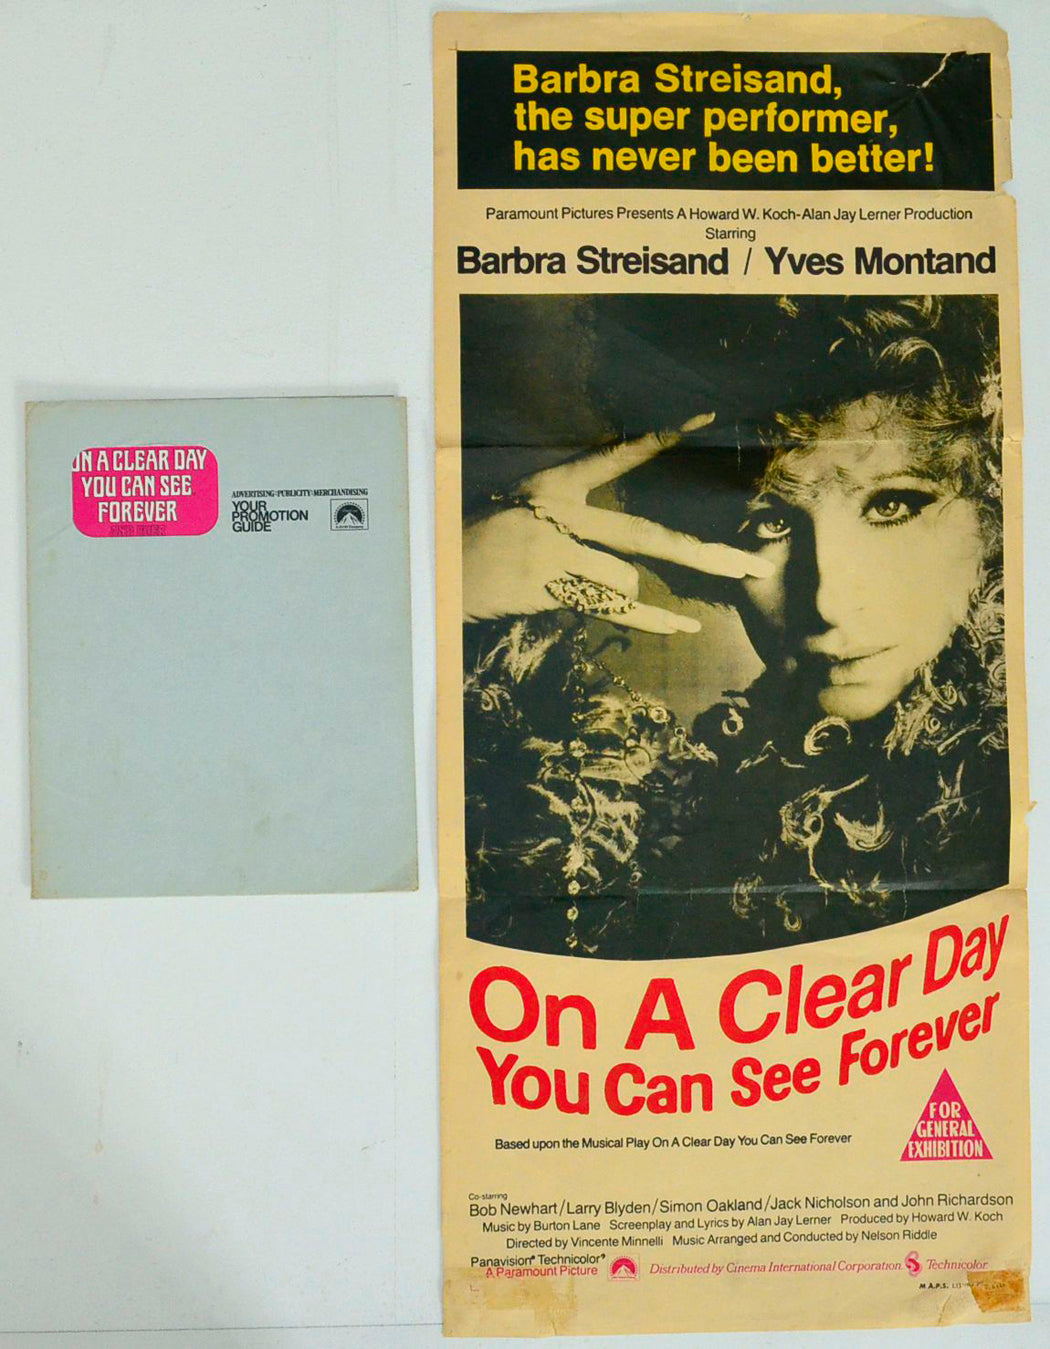 ON A CLEAR DAY
YOU CAN SEE
FOREVER
ADVERTISING·PUBLICITY·MERCHANDISING
YOUR
PROMOTION
GUIDE
Barbra Streisand,
the super performer,
has never been better!
Paramount Pictures Presents A Howard W. Koch-Alan Jay Lerner Production
Starring
Barbra Streisand / Yves Montand
On A Clear Day
You Can See Forever
FOR
GENERAL
EXHIBITION
Based upon the Musical Play On A Clear Day You Can See Forever
Co-starring
Bob Newhart/Larry Blyden/Simon Oakland/Jack Nicholson and John Richardson
Music by Burton Lane Screenplay and Lyrics by Alan Jay Lerner Produced by Howard W. Koch
Directed by Vincente Minnelli Music Arranged and Conducted by Nelson Riddle
Panavision® Technicolor®
A Paramount Picture
Distributed by Cinema International Corporation. Technicolor
M.A.P.S.